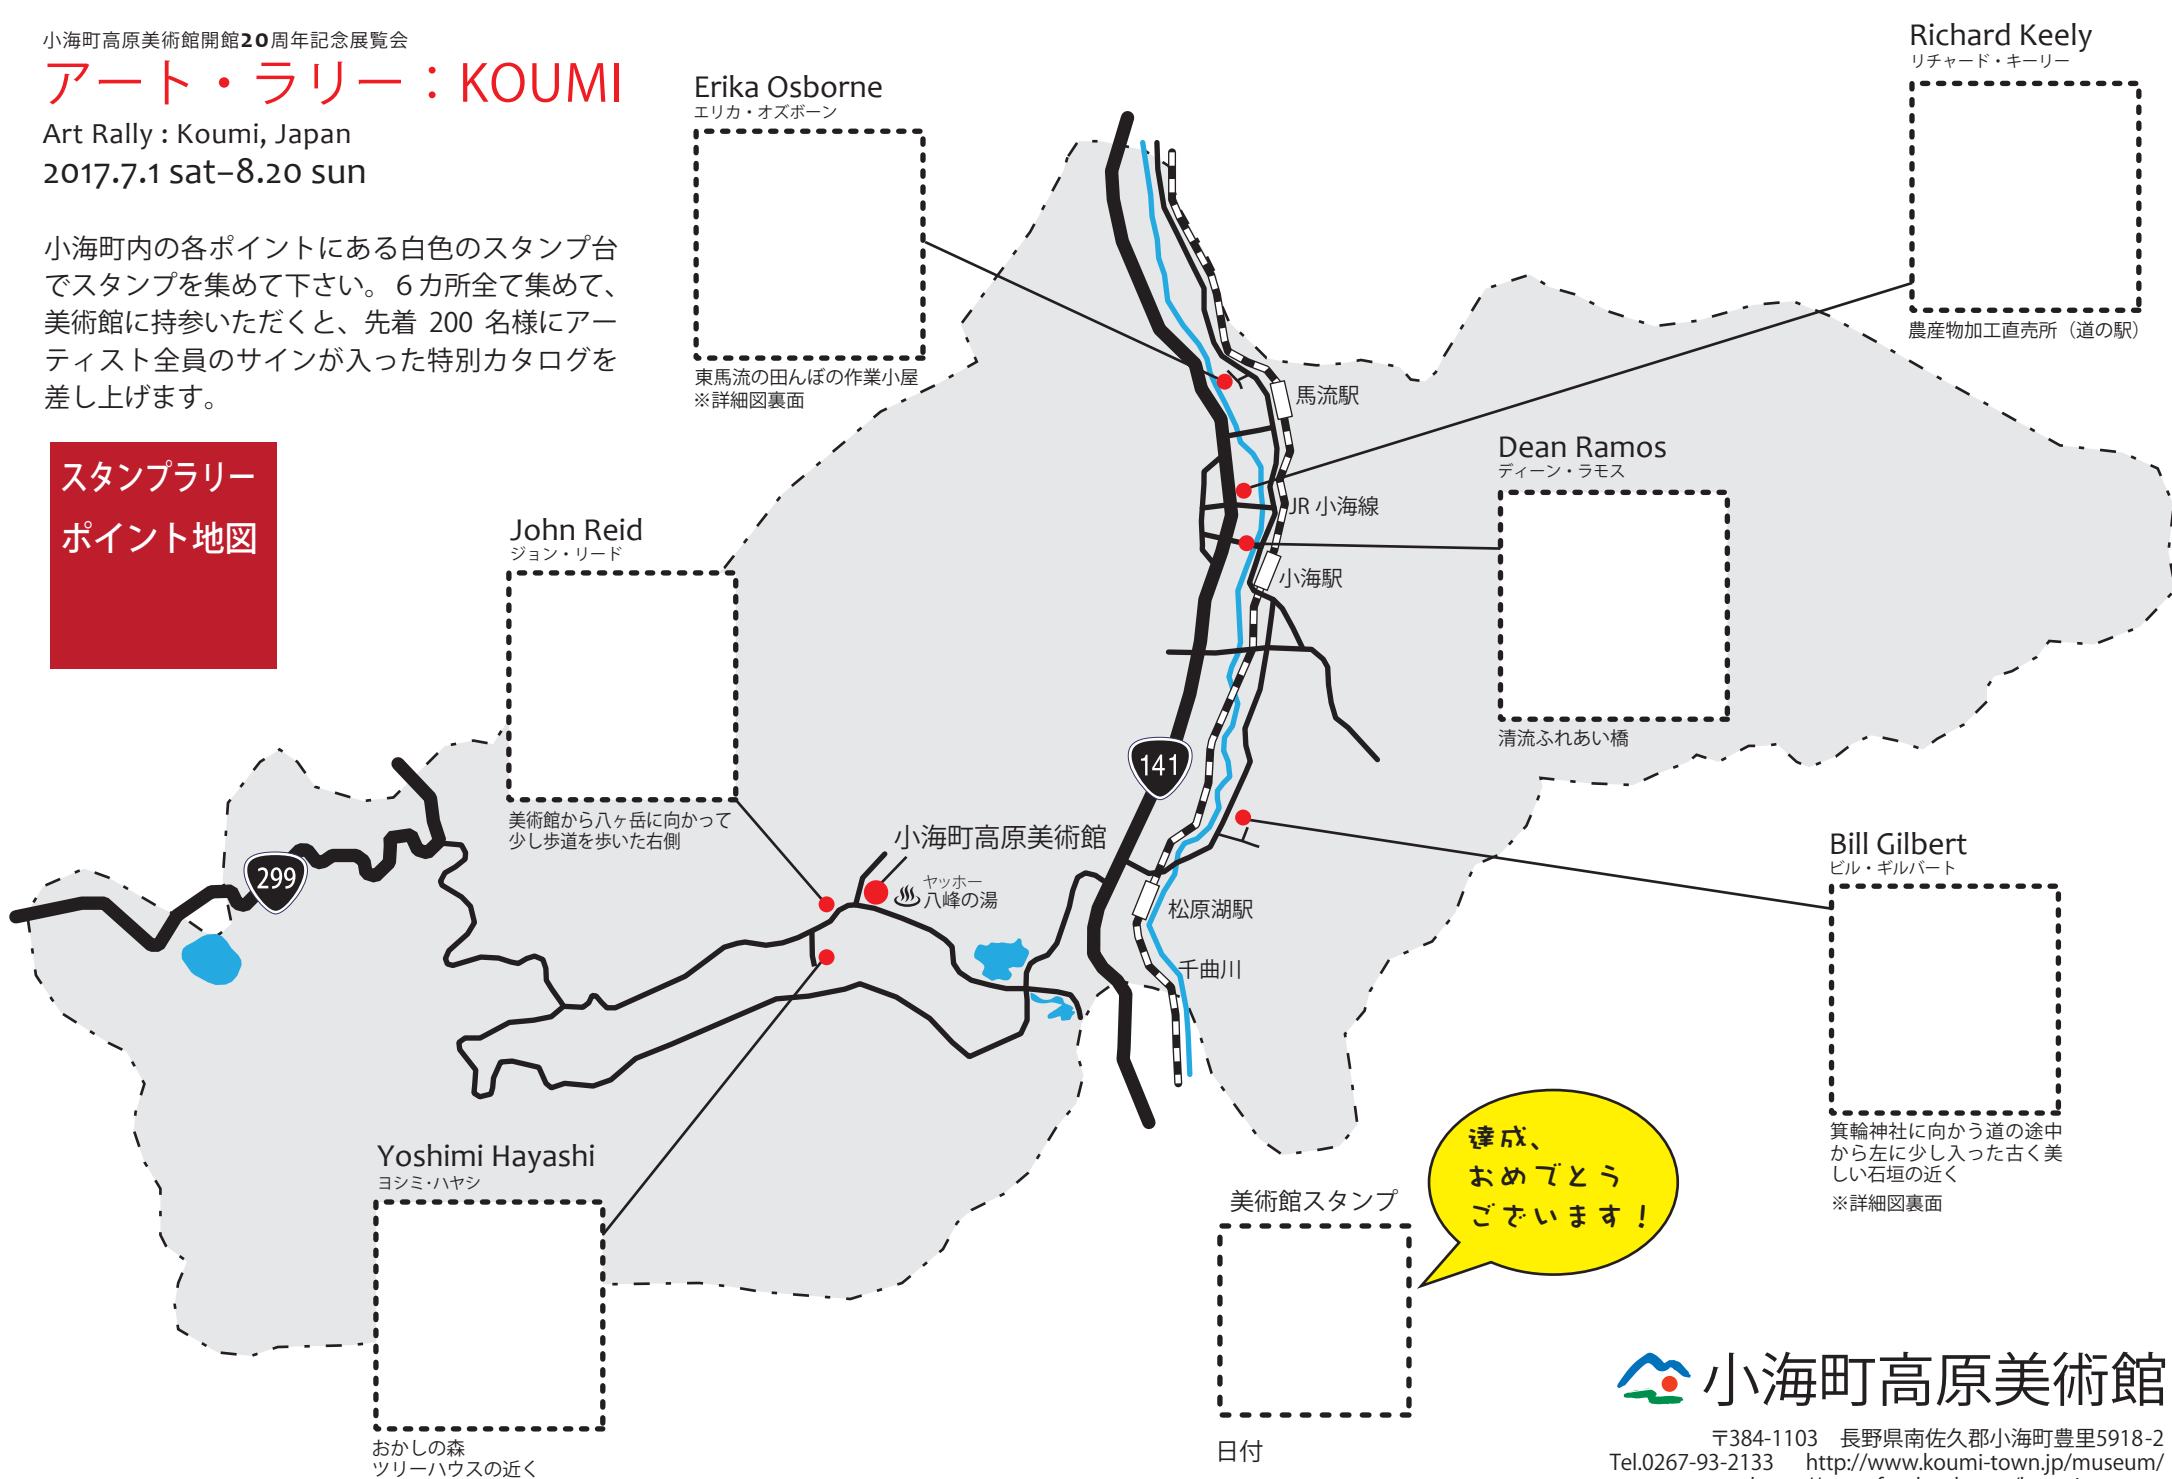 小海町高原美術館開館20周年記念展覧会
アート・ラリー：KOUMI
Art Rally : Koumi, Japan
2017.7.1 sat–8.20 sun
小海町内の各ポイントにある白色のスタンプ台
でスタンプを集めて下さい。６カ所全て集めて、
美術館に持参いただくと、先着 200 名様にアー
ティスト全員のサインが入った特別カタログを
差し上げます。
スタンプラリー
ポイント地図
Erika Osborne
エリカ・オズボーン
東馬流の田んぼの作業小屋
※詳細図裏面
Richard Keely
リチャード・キーリー
農産物加工直売所（道の駅）
馬流駅
Dean Ramos
ディーン・ラモス
清流ふれあい橋
JR 小海線
小海駅
John Reid
ジョン・リード
美術館から八ヶ岳に向かって
少し歩道を歩いた右側
141
299
小海町高原美術館
ヤッホー
八峰の湯
松原湖駅
千曲川
Bill Gilbert
ビル・ギルバート
箕輪神社に向かう道の途中
から左に少し入った古く美
しい石垣の近く
※詳細図裏面
Yoshimi Hayashi
ヨシミ・ハヤシ
おかしの森
ツリーハウスの近く
美術館スタンプ
日付
達成、
おめでとう
ございます！
小海町高原美術館
〒384-1103　長野県南佐久郡小海町豊里5918-2
Tel.0267-93-2133　http://www.koumi-town.jp/museum/